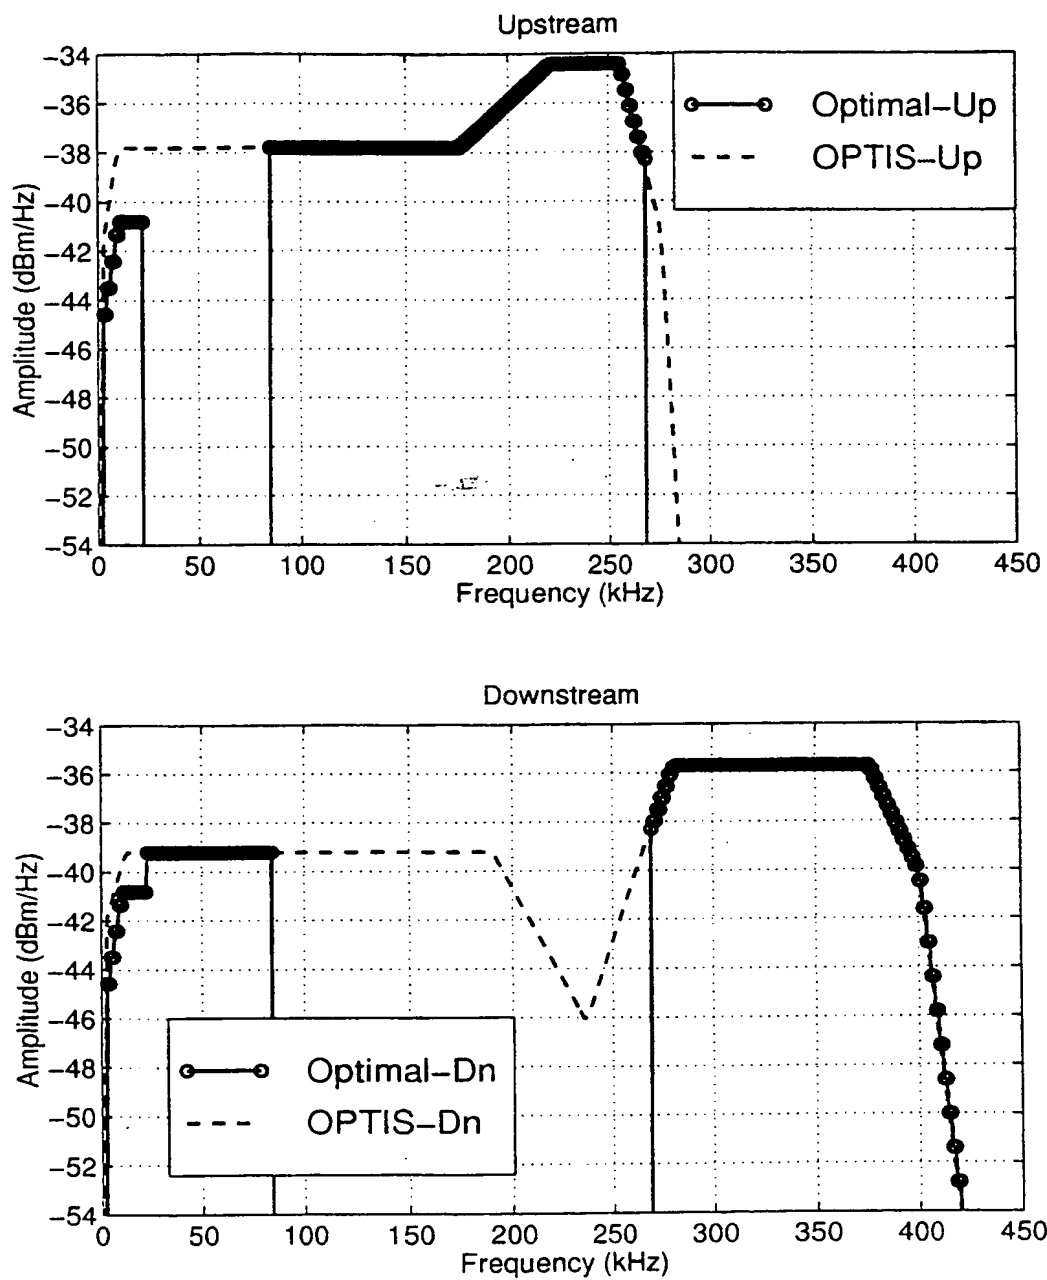 Upstream
-34
-36
-38
-40
-42
-44
-46
-48
-50
-52
-54
Amplitude (dBm/Hz)
Optimal-Up
OPTIS-Up
0 50 100 150 200 250 300 350 400 450
Frequency (kHz)
Downstream
-34
-36
-38
-40
-42
-44
-46
-48
-50
-52
-54
Amplitude (dBm/Hz)
Optimal-Dn
OPTIS-Dn
0 50 100 150 200 250 300 350 400 450
Frequency (kHz)